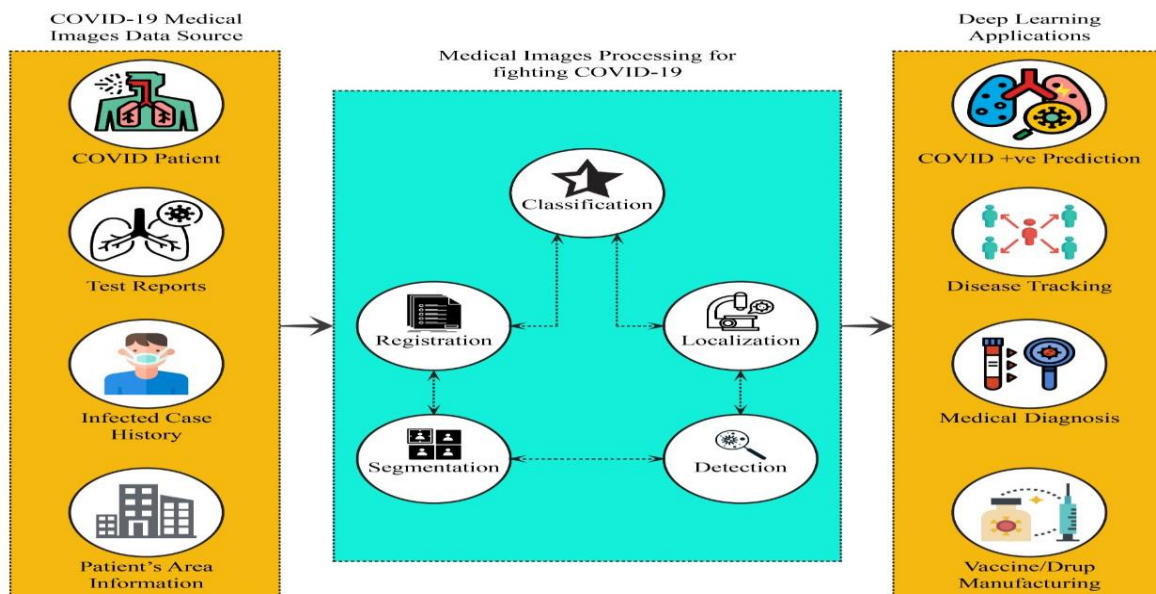 COVID-19 Medical
Images Data Source
COVID Patient
Test Reports
Infected Case
History
Patient's Area
Information
Medical Images Processing for
fighting COVID-19
Classification
Registration
Localization
Segmentation
Detection
Deep Learning
Applications
COVID +ve Prediction
Disease Tracking
Medical Diagnosis
Vaccine/Drup
Manufacturing